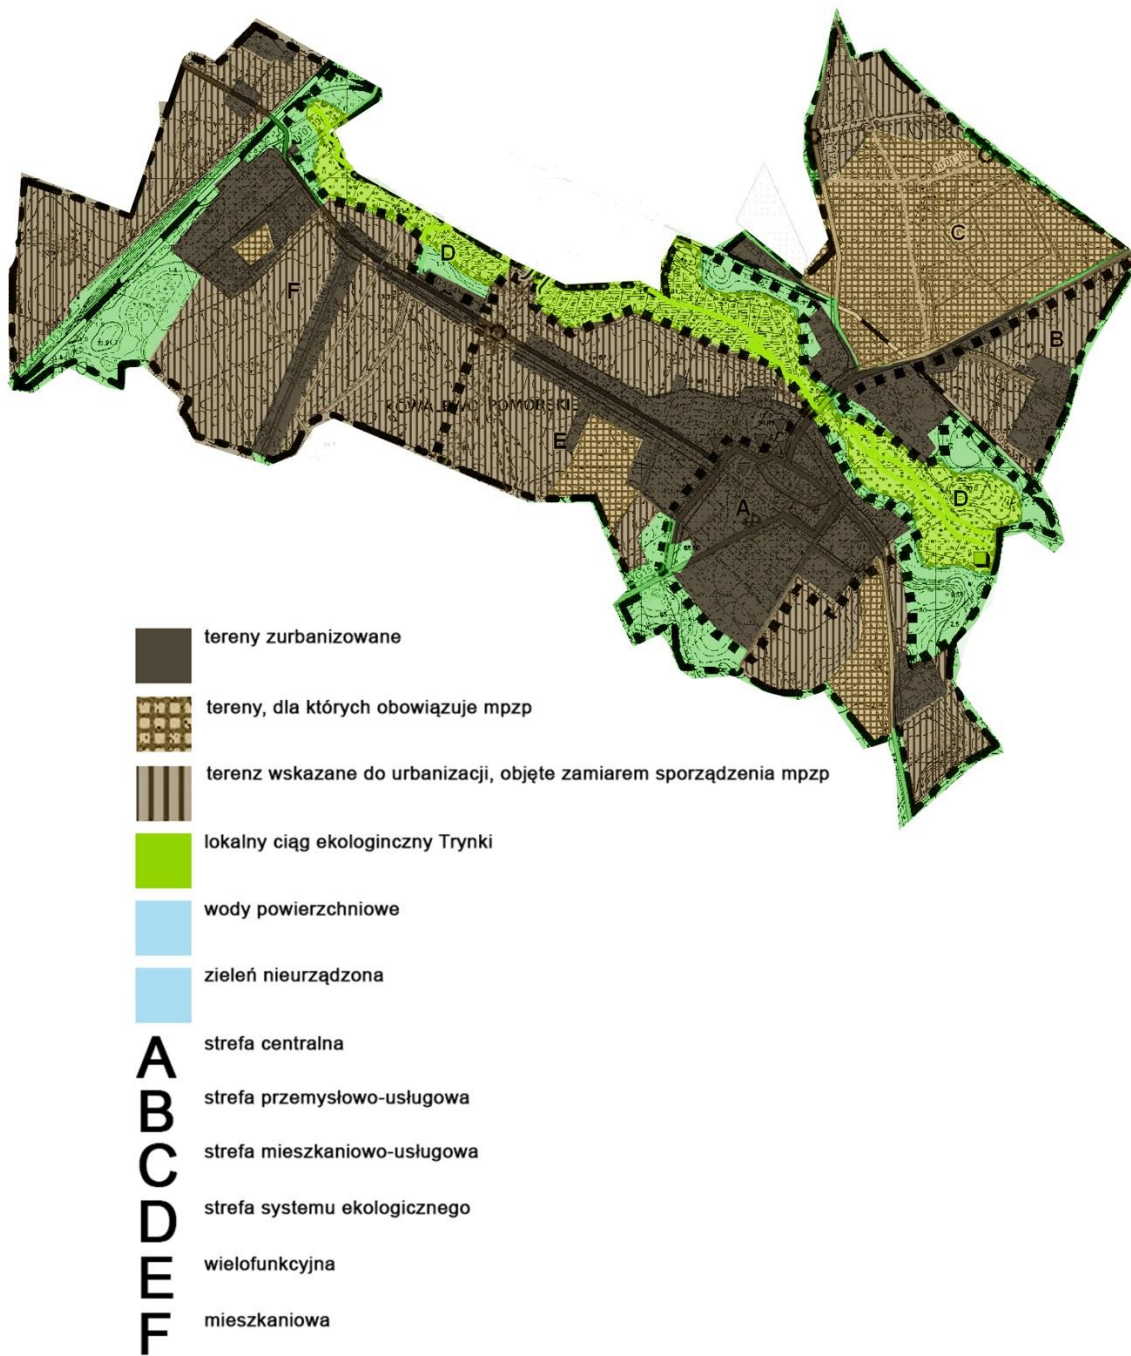 C
B
D
F
KOWALEWO POMORSKIE
E
A
D
tereny zurbanizowane
tereny, dla których obowiązuje mpzp
terenz wskazane do urbanizacji, objęte zamiarem sporządzenia mpzp
lokalny ciąg ekologinczny Trynki
wody powierzchniowe
zieleń nieurządzona
A strefa centralna
B strefa przemysłowo-usługowa
C strefa mieszkaniowo-usługowa
D strefa systemu ekologicznego
E wielofunkcyjna
F mieszkaniowa